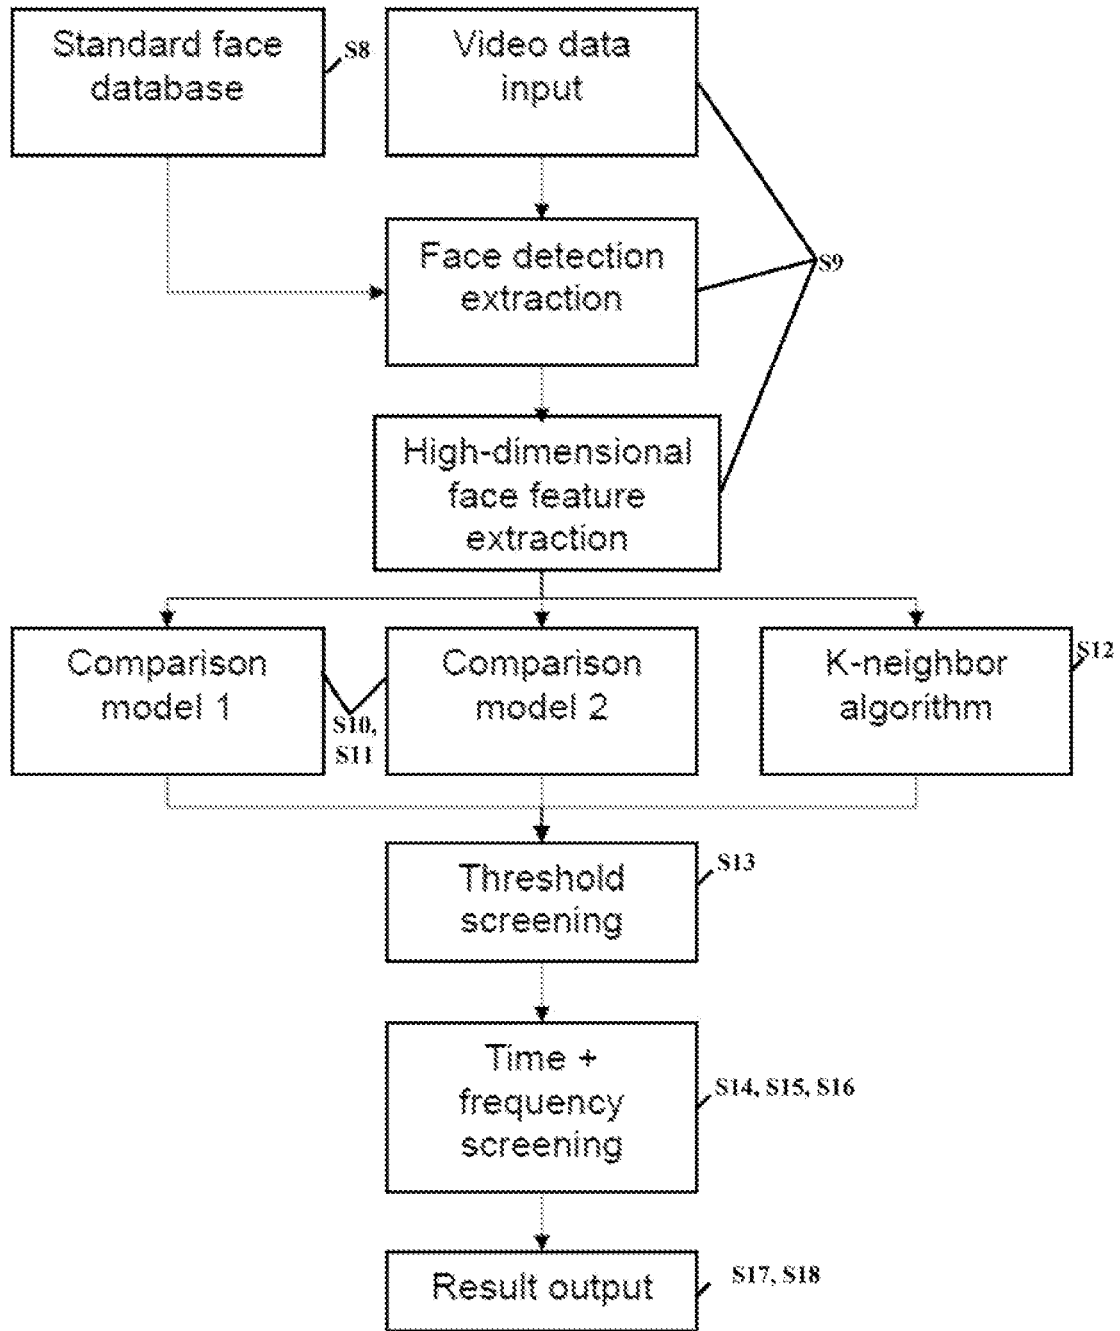 Standard face
database
S8
Video data
input
Face detection
extraction
S9
High-dimensional
face feature
extraction
Comparison
model 1
S10,
S11
Comparison
model 2
K-neighbor
algorithm
S12
Threshold
screening
S13
Time +
frequency
screening
S14, S15, S16
Result output
S17, S18